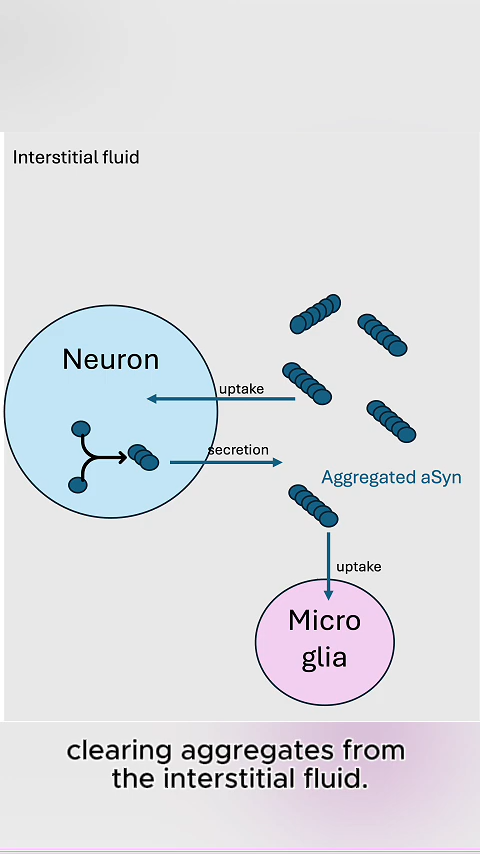 Interstitial fluid
Neuron
uptake
secretion
Aggregated aSyn
uptake
Micro
glia
clearing aggregates from
the interstitial fluid.